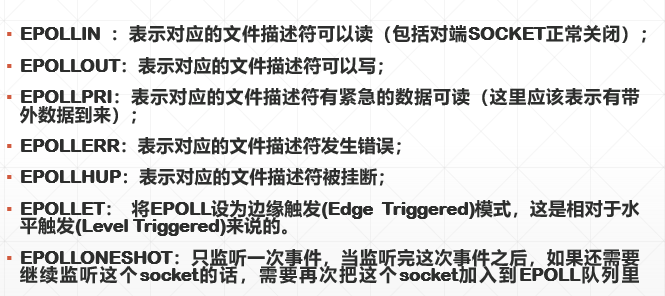 ▪ EPOLLIN ：表示对应的文件描述符可以读（包括对端SOCKET正常关闭）；
▪ EPOLLOUT：表示对应的文件描述符可以写；
▪ EPOLLPRI：表示对应的文件描述符有紧急的数据可读（这里应该表示有带
外数据到来）；
▪ EPOLLERR：表示对应的文件描述符发生错误；
▪ EPOLLHUP：表示对应的文件描述符被挂断；
▪ EPOLLET： 将EPOLL设为边缘触发(Edge Triggered)模式，这是相对于水
平触发(Level Triggered)来说的。
▪ EPOLLONESHOT：只监听一次事件，当监听完这次事件之后，如果还需要
继续监听这个socket的话，需要再次把这个socket加入到EPOLL队列里